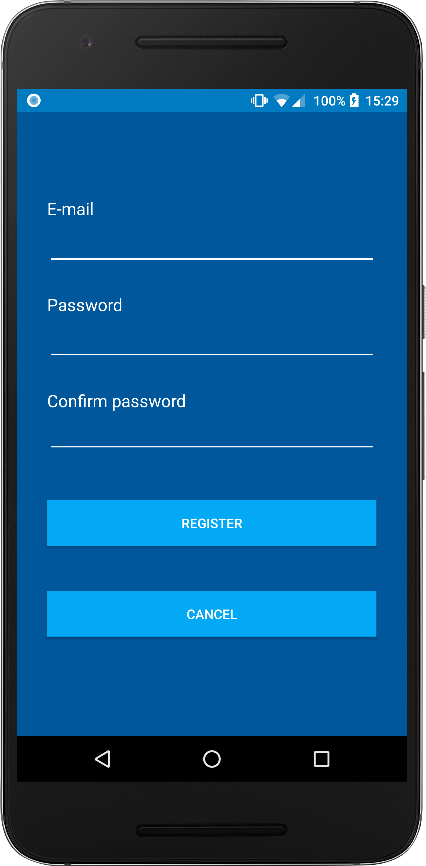 100% 15:29
E-mail
Password
Confirm password
REGISTER
CANCEL